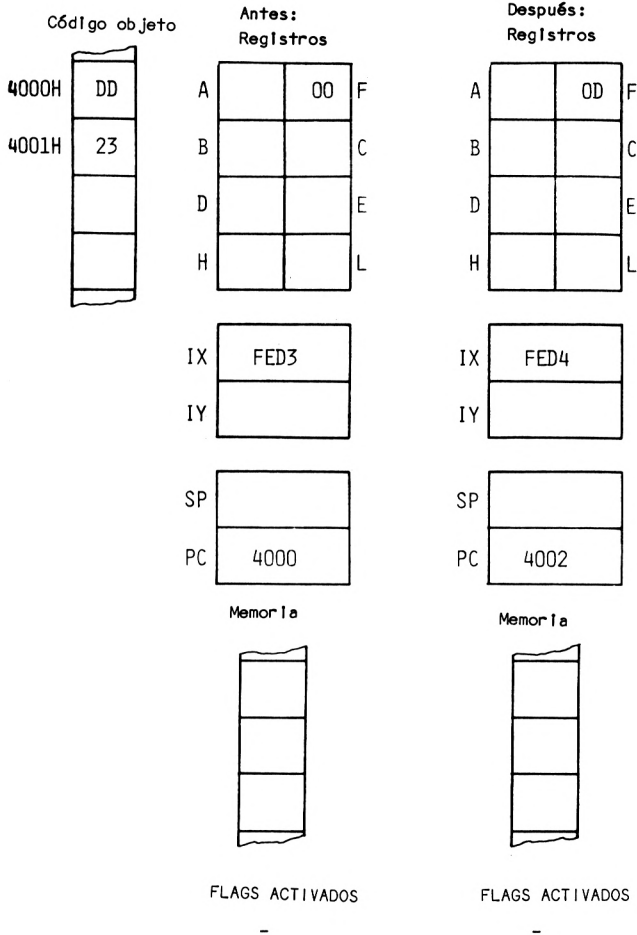 Código objeto
Antes:
Registros
Después:
Registros
4000H DD
4001H 23
A 00 F
B C
D E
H L
IX FED3
IY
SP
PC 4000
A 0D F
B C
D E
H L
IX FED4
IY
SP
PC 4002
Memoria
Memoria
FLAGS ACTIVADOS
–
FLAGS ACTIVADOS
–